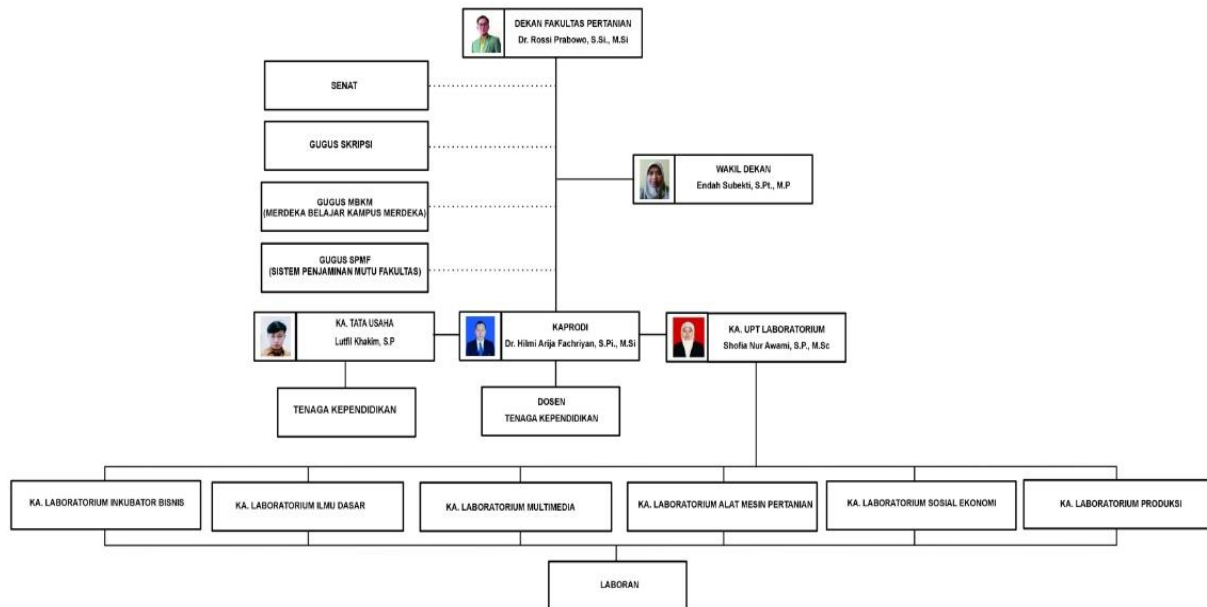 DEKAN FAKULTAS PERTANIAN
Dr. Rossi Prabowo, S.Si., M.Si
SENAT
GUGUS SKRIPSI
WAKIL DEKAN
Endah Subekti, S.Pt., M.P
GUGUS MBKM
(MERDEKA BELAJAR KAMPUS MERDEKA)
GUGUS SPMF
(SISTEM PENJAMINAN MUTU FAKULTAS)
KA. TATA USAHA
Lutfil Khakim, S.P
KAPRODI
Dr. Hilmi Arija Fachriyan, S.Pi., M.Si
KA. UPT LABORATORIUM
Shofia Nur Awami, S.P., M.Sc
TENAGA KEPENDIDIKAN
DOSEN
TENAGA KEPENDIDIKAN
KA. LABORATORIUM INKUBATOR BISNIS
KA. LABORATORIUM ILMU DASAR
KA. LABORATORIUM MULTIMEDIA
KA. LABORATORIUM ALAT MESIN PERTANIAN
KA. LABORATORIUM SOSIAL EKONOMI
KA. LABORATORIUM PRODUKSI
LABORAN